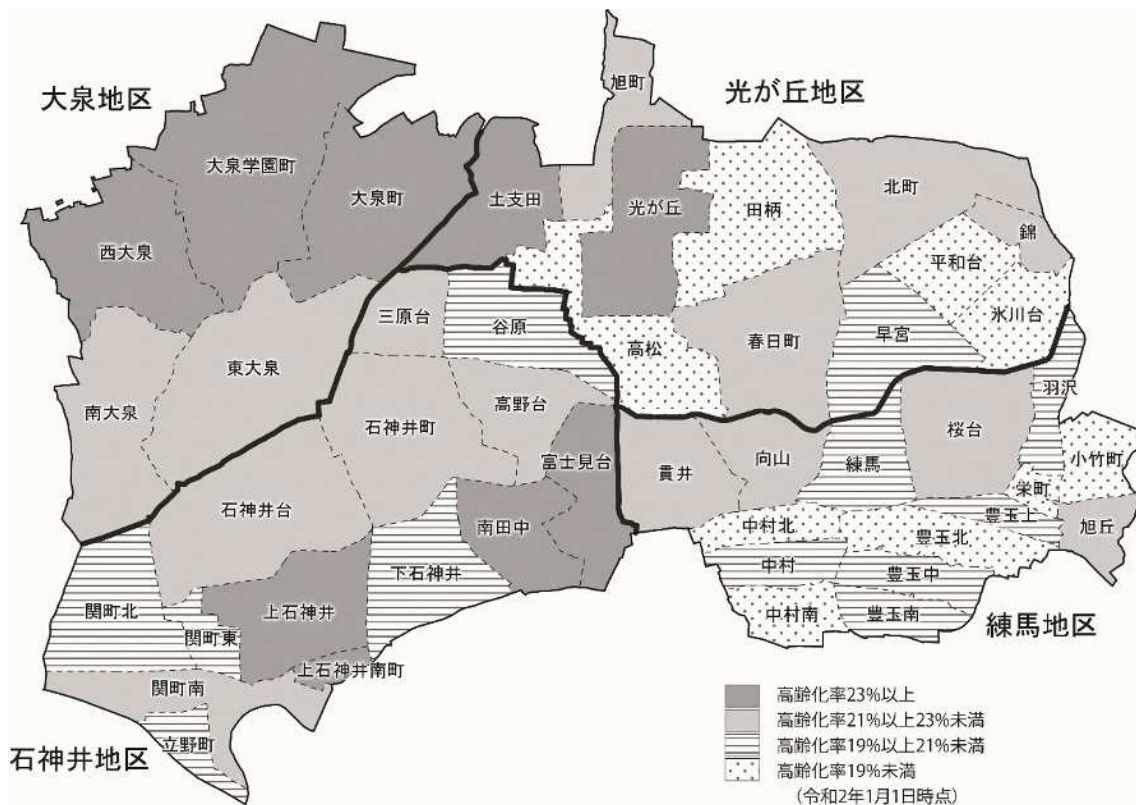 大泉地区
光が丘地区
旭町
大泉学園町
大泉町
土支田
光が丘
田柄
北町
西大泉
錦
平和台
氷川台
三原台
谷原
高松
春日町
早宮
東大泉
南大泉
石神井町
高野台
羽沢
桜台
富士見台
貫井
向山
練馬
小竹町
栄町
石神井台
南田中
中村北
豊玉北
豊玉上
旭丘
下石神井
中村
豊玉中
関町北
上石神井
関町東
中村南
豊玉南
練馬地区
上石神井南町
関町南
立野町
石神井地区
高齢化率23%以上
高齢化率21%以上23%未満
高齢化率19%以上21%未満
高齢化率19%未満
(令和2年1月1日時点)